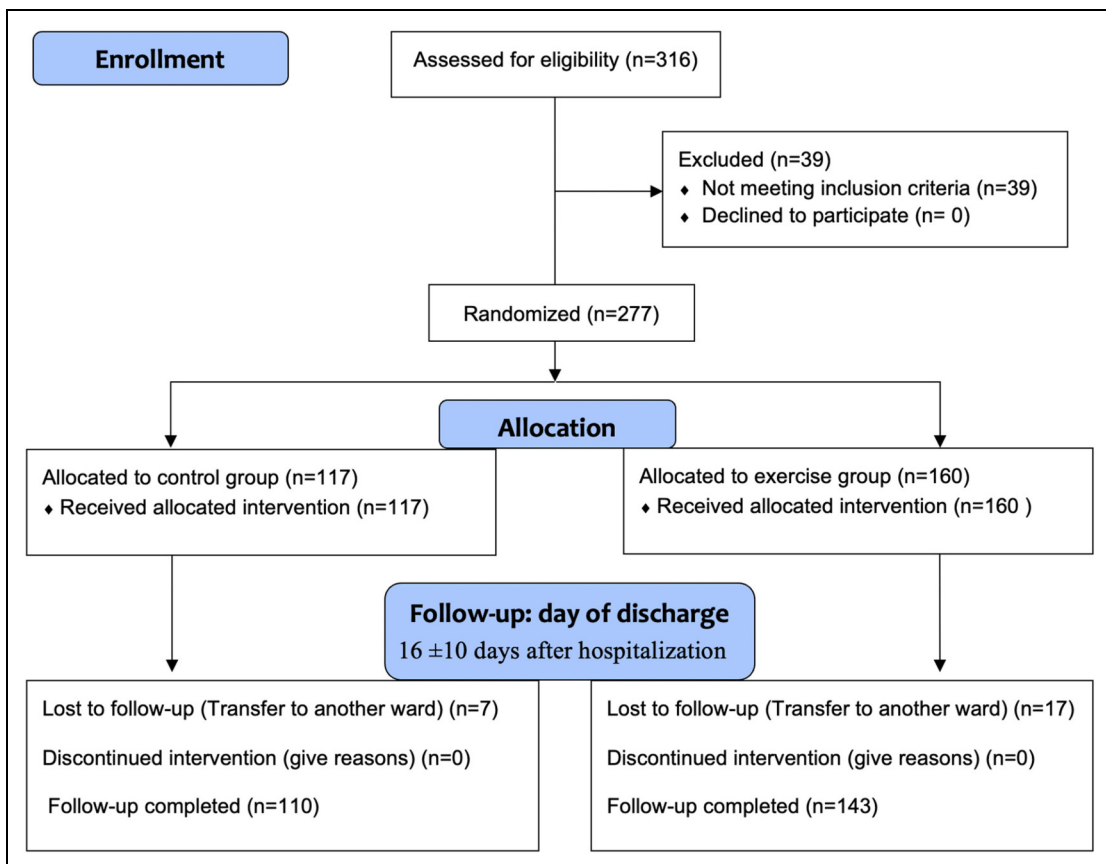 Enrollment
Assessed for eligibility (n=316)
Excluded (n=39)
♦ Not meeting inclusion criteria (n=39)
♦ Declined to participate (n= 0)
Randomized (n=277)
Allocation
Allocated to control group (n=117)
♦ Received allocated intervention (n=117)
Allocated to exercise group (n=160)
♦ Received allocated intervention (n=160 )
Follow-up: day of discharge
16 ±10 days after hospitalization
Lost to follow-up (Transfer to another ward) (n=7)
Discontinued intervention (give reasons) (n=0)
Follow-up completed (n=110)
Lost to follow-up (Transfer to another ward) (n=17)
Discontinued intervention (give reasons) (n=0)
Follow-up completed (n=143)